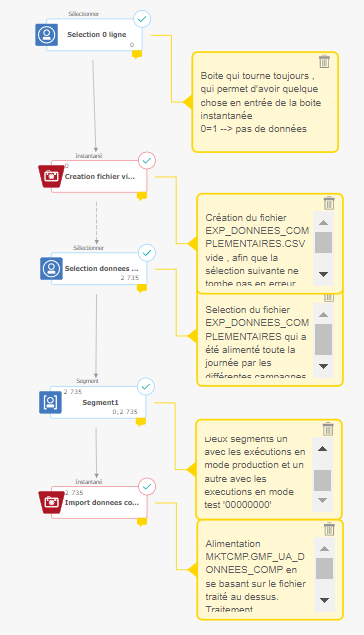 Sélectionner
Selection 0 ligne
0
Boite qui tourne toujours ,
qui permet d'avoir quelque
chose en entrée de la boite
instantanée
0=1 --> pas de données
Instantané
0
Creation fichier vi...
Création du fichier
EXP_DONNEES_COM
PLEMENTAIRES.CSV
vide , afin que la
sélection suivante ne
tombe pas en erreur
Sélectionner
Selection donnees ...
2 735
Selection du fichier
EXP_DONNEES_COM
PLEMENTAIRES qui a
été alimenté toute la
journée par les
différentes campagnes
Segment
2 735
Segment1
0; 2 735
Deux segments un
avec les exécutions en
mode production et un
autre avec les
executions en mode
test '00000000'
Instantané
2 735
Import donnees co...
Alimentation
MKTCMP.GMF_UA_D
ONNEES_COMP en
se basant sur le fichier
traité au dessus.
Traitement